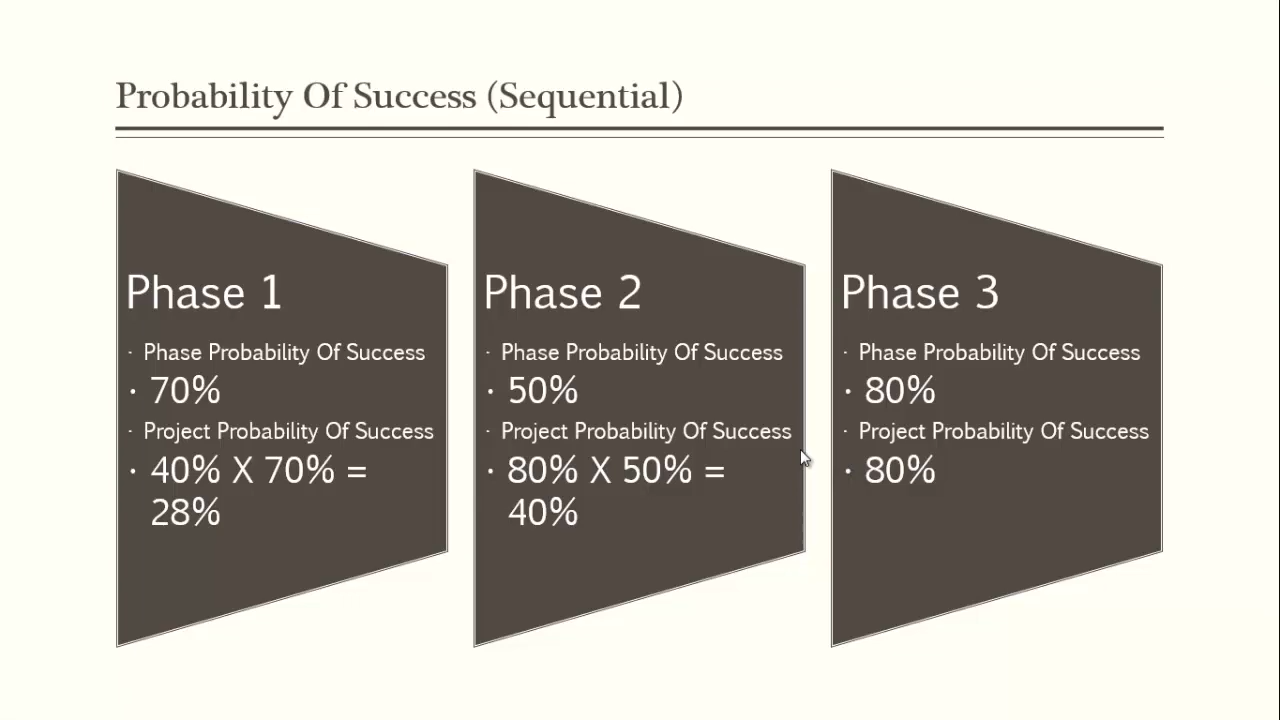 Probability Of Success (Sequential)
Phase 1
· Phase Probability Of Success
• 70%
· Project Probability Of Success
• 40% X 70% =
28%
Phase 2
· Phase Probability Of Success
• 50%
· Project Probability Of Success
• 80% X 50% =
40%
Phase 3
· Phase Probability Of Success
• 80%
· Project Probability Of Success
• 80%